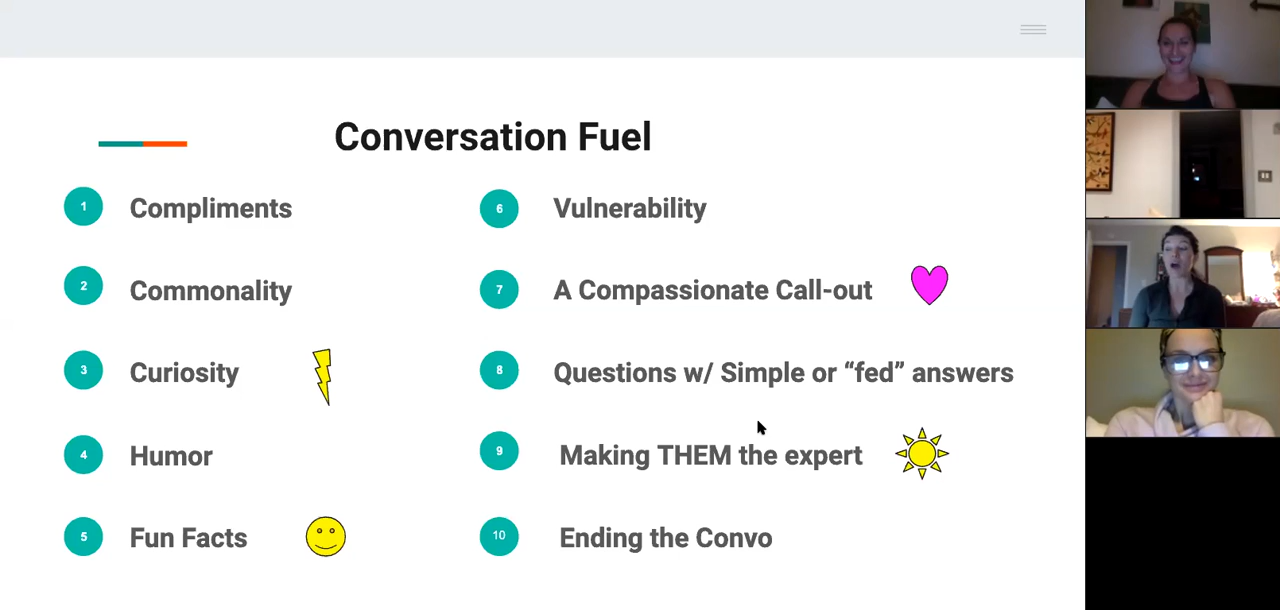 Conversation Fuel
1 Compliments
2 Commonality
3 Curiosity
4 Humor
5 Fun Facts
6 Vulnerability
7 A Compassionate Call-out
8 Questions w/ Simple or “fed” answers
9 Making THEM the expert
10 Ending the Convo